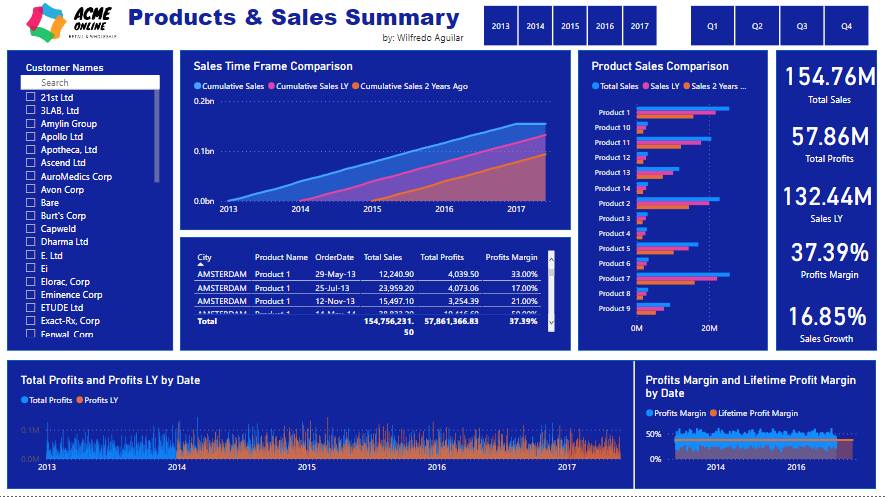 ACME
ONLINE
RETAIL & WHOLESALE
Products & Sales Summary
by: Wilfredo Aguilar
2013 2014 2015 2016 2017
Q1 Q2 Q3 Q4
Customer Names
Search
21st Ltd
3LAB, Ltd
Amylin Group
Apollo Ltd
Apotheca, Ltd
Ascend Ltd
AuroMedics Corp
Avon Corp
Bare
Burt's Corp
Capweld
Dharma Ltd
E. Ltd
Ei
Elorac, Corp
Eminence Corp
ETUDE Ltd
Exact-Rx, Corp
Fenwal, Corp
Sales Time Frame Comparison
Cumulative Sales Cumulative Sales LY Cumulative Sales 2 Years Ago
0.2bn
0.1bn
0.0bn
2013 2014 2015 2016 2017
City Product Name OrderDate Total Sales Total Profits Profits Margin
AMSTERDAM Product 1 29-May-13 12,240.90 4,039.50 33.00%
AMSTERDAM Product 1 25-Jul-13 23,959.20 4,073.06 17.00%
AMSTERDAM Product 1 12-Nov-13 15,497.10 3,254.39 21.00%
AMSTERDAM Product 1
Total 154,756,231.50 57,861,366.83 37.39%
Product Sales Comparison
Total Sales Sales LY Sales 2 Years ...
Product 1
Product 10
Product 11
Product 12
Product 13
Product 14
Product 2
Product 3
Product 4
Product 5
Product 6
Product 7
Product 8
Product 9
0M 20M
154.76M
Total Sales
57.86M
Total Profits
132.44M
Sales LY
37.39%
Profits Margin
16.85%
Sales Growth
Total Profits and Profits LY by Date
Total Profits Profits LY
0.1M
0.0M
2013 2014 2015 2016 2017
Profits Margin and Lifetime Profit Margin
by Date
Profits Margin Lifetime Profit Margin
50%
0%
2014 2016